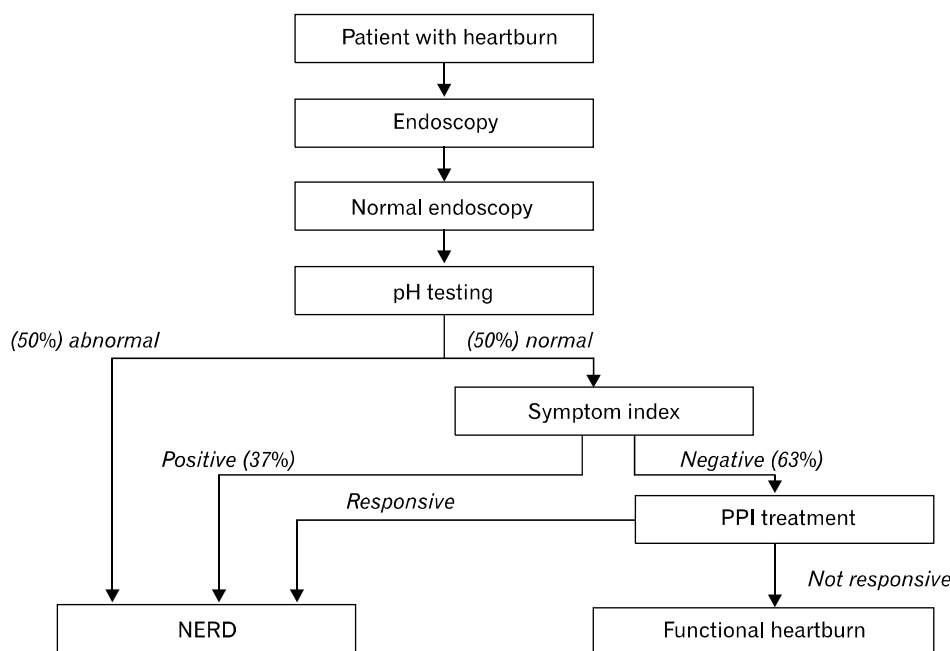 Patient with heartburn
Endoscopy
Normal endoscopy
pH testing
(50%) abnormal
(50%) normal
Symptom index
Positive (37%)
Negative (63%)
Responsive
PPI treatment
Not responsive
NERD
Functional heartburn